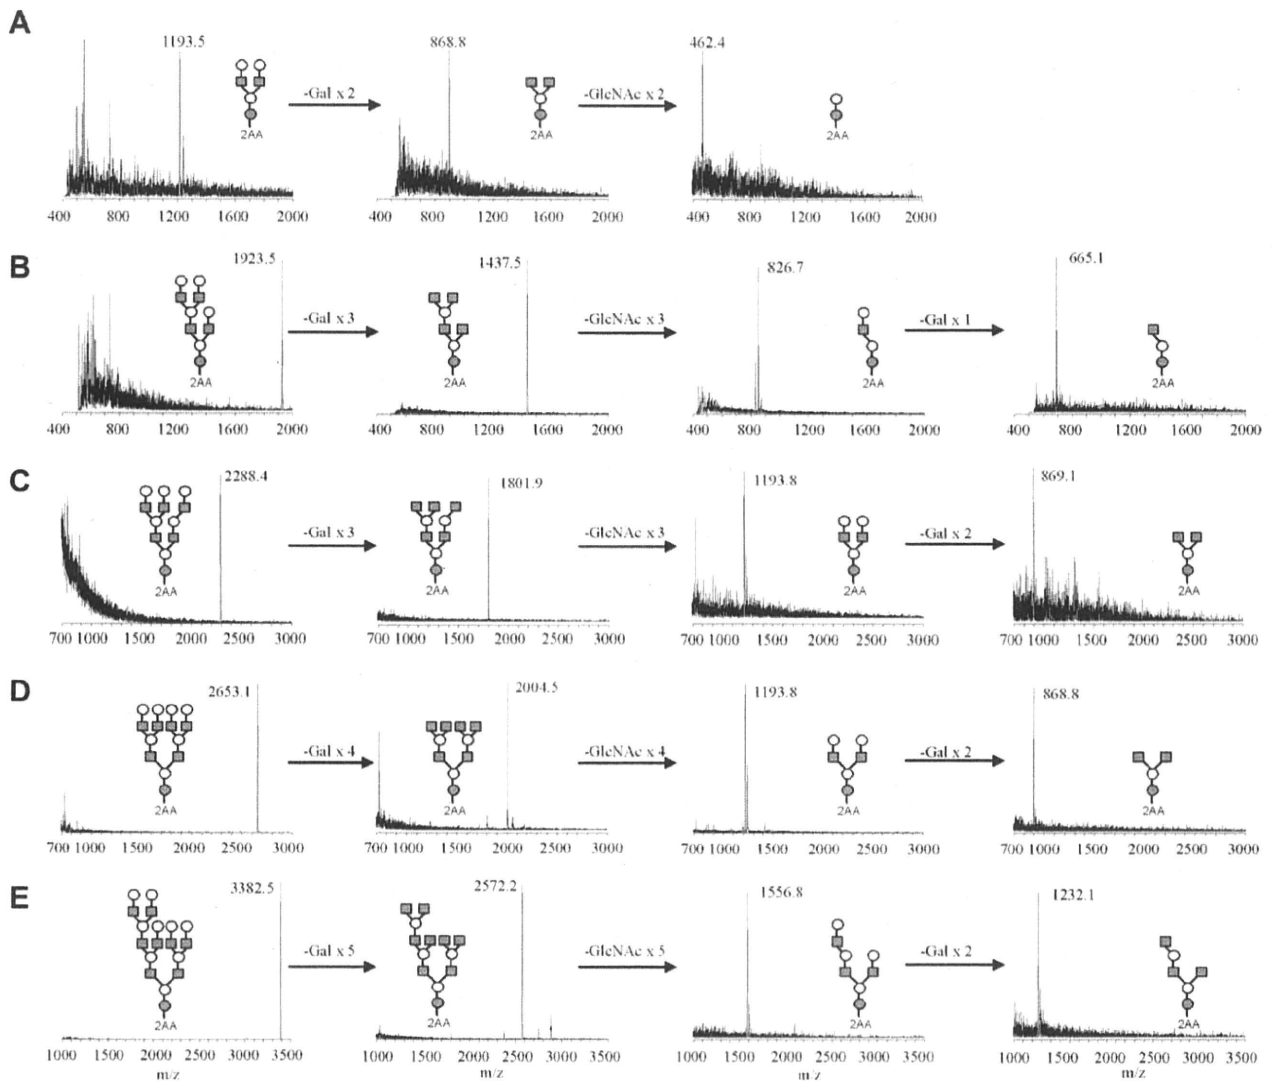 A
1193.5
868.8
462.4
-Gal x 2
-GlcNAc x 2
2AA
2AA
2AA
400 800 1200 1600 2000
400 800 1200 1600 2000
400 800 1200 1600 2000
B
1923.5
1437.5
826.7
665.1
-Gal x 3
-GlcNAc x 3
-Gal x 1
2AA
2AA
2AA
2AA
400 800 1200 1600 2000
400 800 1200 1600 2000
400 800 1200 1600 2000
400 800 1200 1600 2000
C
2288.4
1801.9
1193.8
869.1
-Gal x 3
-GlcNAc x 3
-Gal x 2
2AA
2AA
2AA
2AA
700 1000 1500 2000 2500 3000
700 1000 1500 2000 2500 3000
700 1000 1500 2000 2500 3000
700 1000 1500 2000 2500 3000
D
2653.1
2004.5
1193.8
868.8
-Gal x 4
-GlcNAc x 4
-Gal x 2
2AA
2AA
2AA
2AA
700 1000 1500 2000 2500 3000
700 1000 1500 2000 2500 3000
700 1000 1500 2000 2500 3000
700 1000 1500 2000 2500 3500
E
3382.5
2572.2
1556.8
1232.1
-Gal x 5
-GlcNAc x 5
-Gal x 2
2AA
2AA
2AA
2AA
1000 1500 2000 2500 3000 3500
1000 1500 2000 2500 3000 3500
1000 1500 2000 2500 3000 3500
1000 1500 2000 2500 3000 3500
m/z
m/z
m/z
m/z